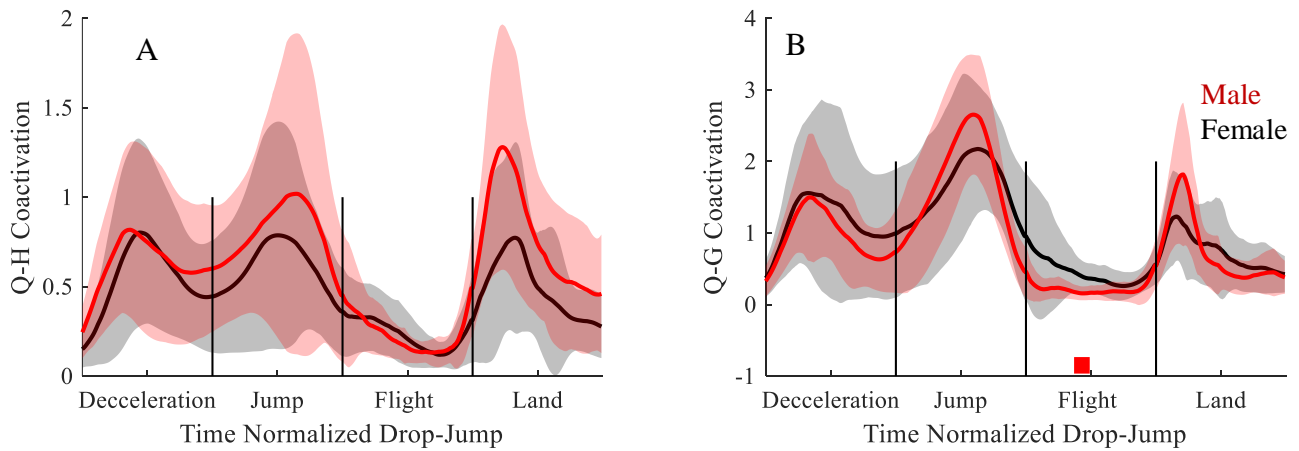 A
Q-H Coactivation
2
1.5
1
0.5
0
Decceleration Jump Flight Land
Time Normalized Drop-Jump
B
Male
Female
Q-G Coactivation
4
3
2
1
0
-1
Decceleration Jump Flight Land
Time Normalized Drop-Jump